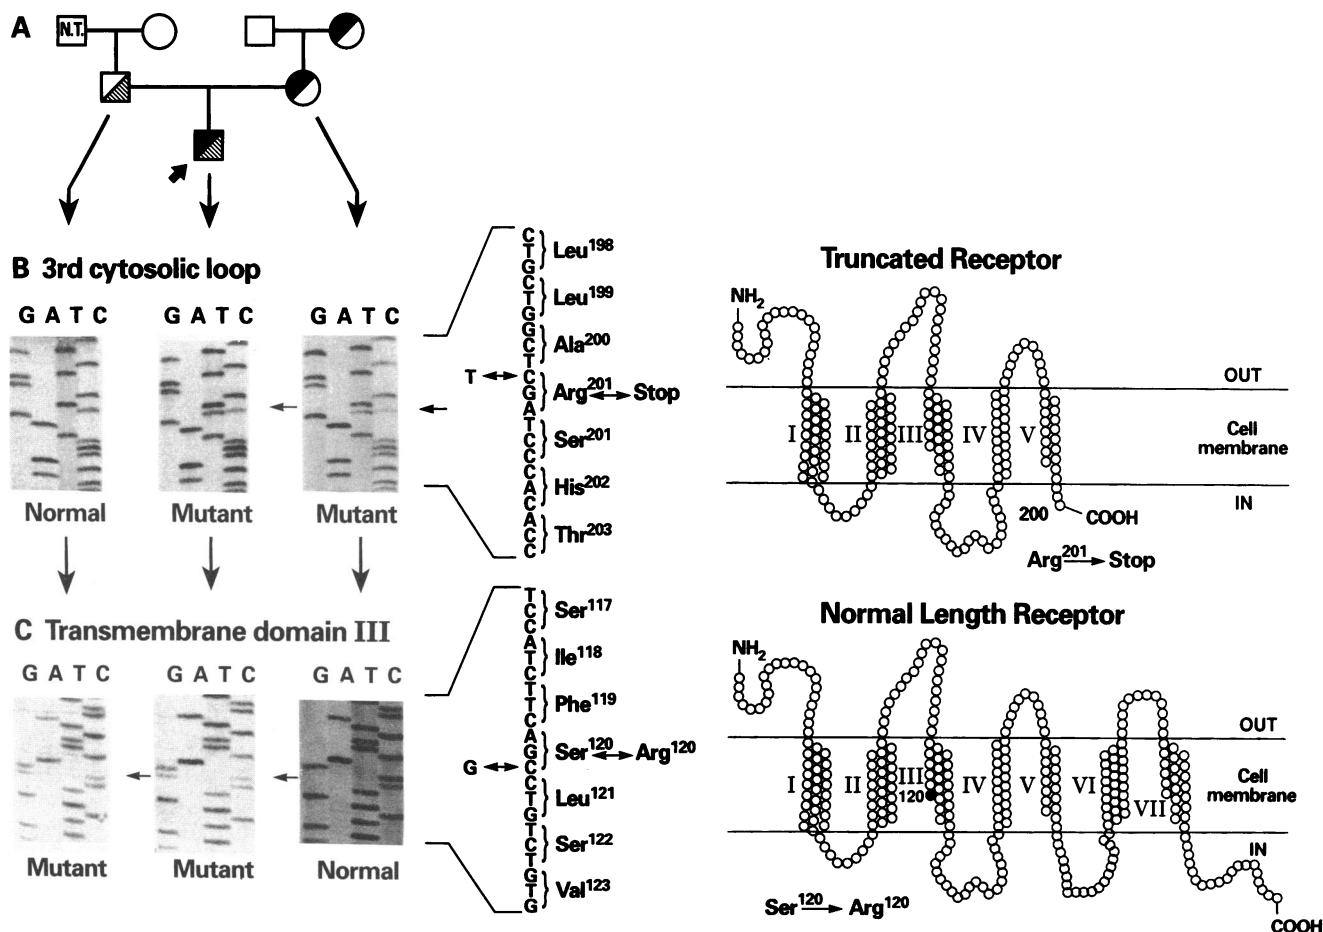 A
N.T.
B 3rd cytosolic loop
G A T C
G A T C
G A T C
Normal
Mutant
Mutant
C
T
G
Leu198
C
T
G
Leu199
G
C
T
Ala200
C
G
A
T
Arg201
Stop
T
C
C
Ser201
C
A
C
His202
A
C
C
Thr203
C Transmembrane domain III
G A T C
G A T C
G A T C
Mutant
Mutant
Normal
T
C
C
Ser117
A
T
C
Ile118
T
T
C
Phe119
A
G
C
G
Ser120
Arg120
C
T
G
Leu121
T
C
T
Ser122
G
T
G
Val123
Truncated Receptor
NH2
OUT
I II III IV V
Cell
membrane
IN
200
COOH
Arg201 Stop
Normal Length Receptor
NH2
OUT
I II III IV V VI VII
120
Cell
membrane
IN
Ser120 Arg120
COOH